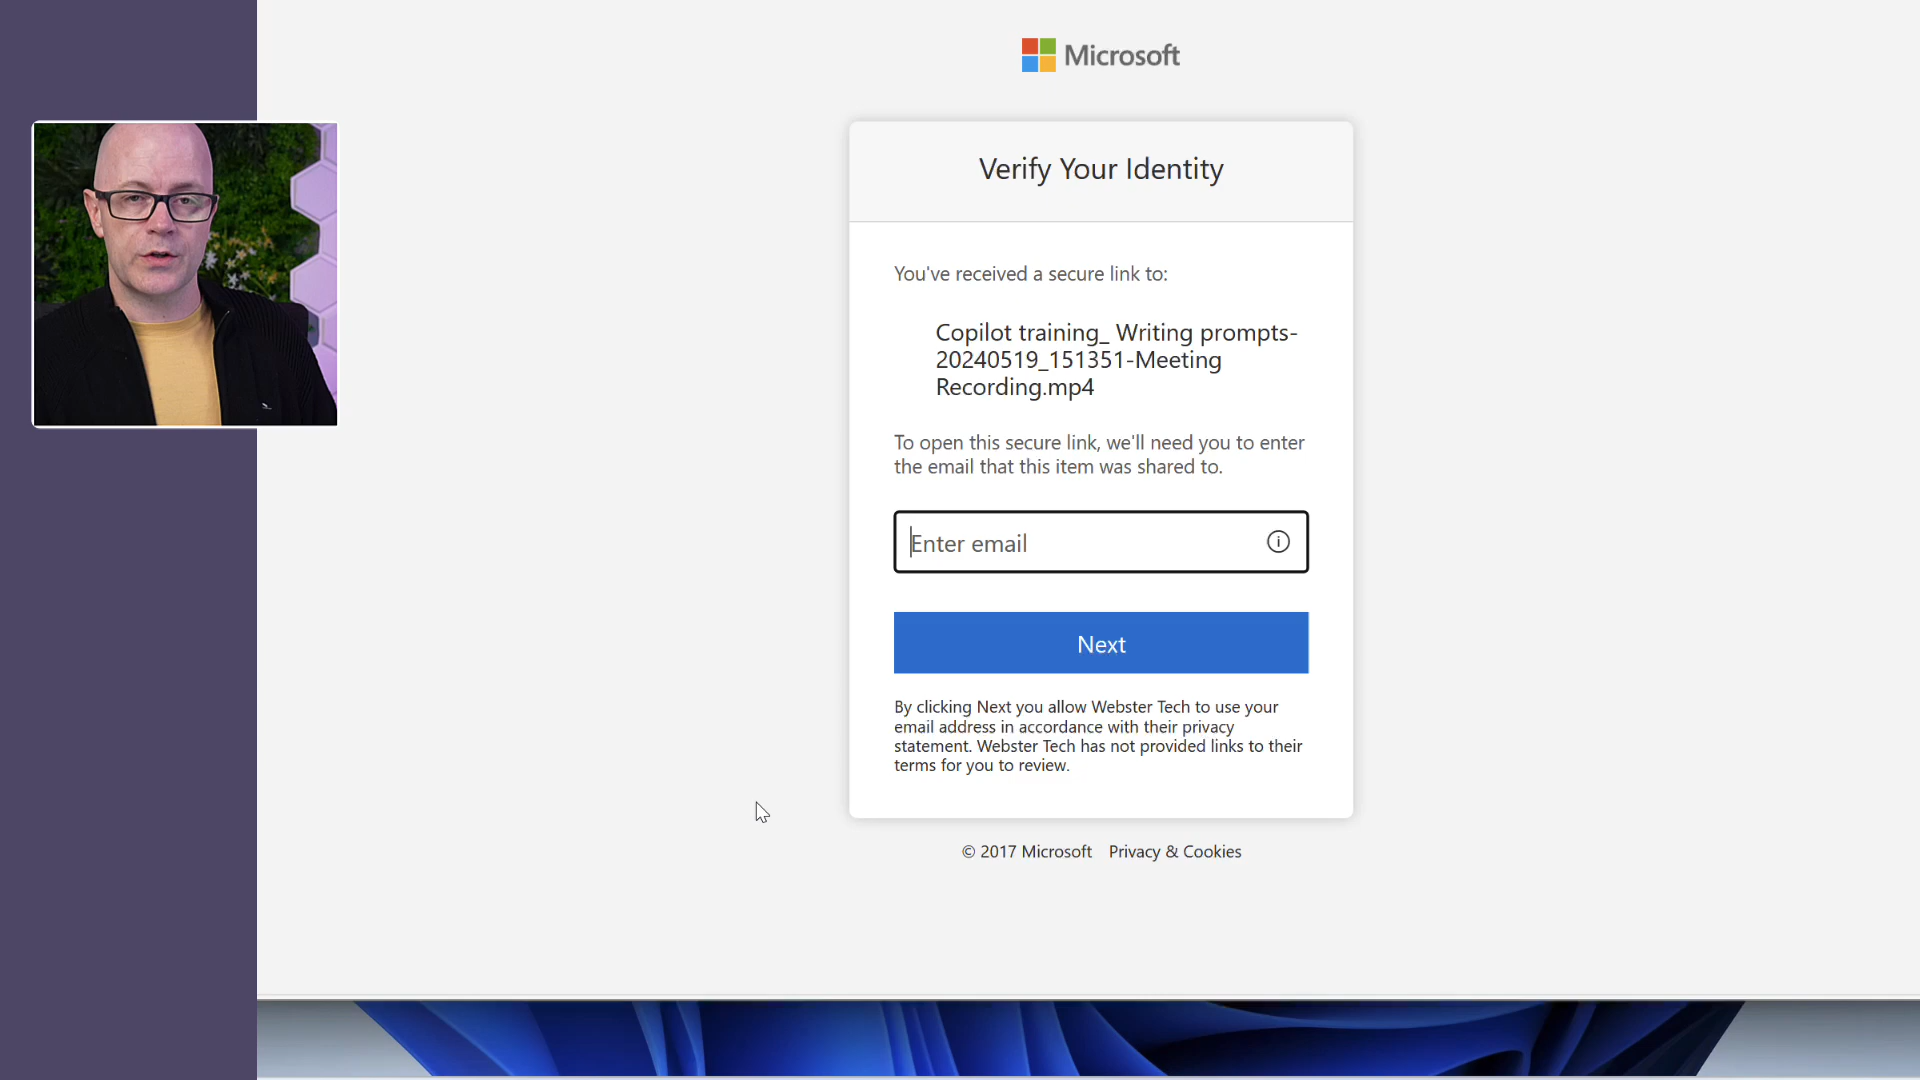 Microsoft
Verify Your Identity
You've received a secure link to:
Copilot training_ Writing prompts-
20240519_151351-Meeting
Recording.mp4
To open this secure link, we'll need you to enter
the email that this item was shared to.
Enter email
Next
By clicking Next you allow Webster Tech to use your
email address in accordance with their privacy
statement. Webster Tech has not provided links to their
terms for you to review.
© 2017 Microsoft Privacy & Cookies